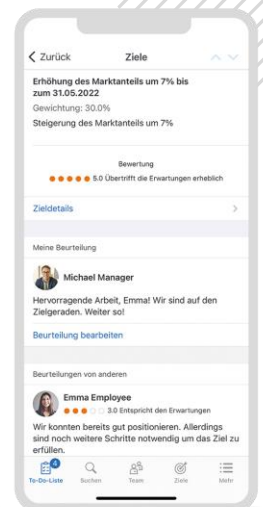 Zurück
Ziele
Erhöhung des Marktanteils um 7% bis
zum 31.05.2022
Gewichtung: 30.0%
Steigerung des Marktanteils um 7%
Bewertung
5.0 Übertrifft die Erwartungen erheblich
Zieldetails
Meine Beurteilung
Michael Manager
Hervorragende Arbeit, Emma! Wir sind auf den
Zielgeraden. Weiter so!
Beurteilung bearbeiten
Beurteilungen von anderen
Emma Employee
3.0 Entspricht den Erwartungen
Wir konnten bereits gut positionieren. Allerdings
sind noch weitere Schritte notwendig um das Ziel zu
erfüllen.
4
To-Do-Liste Suchen Team Ziele Mehr